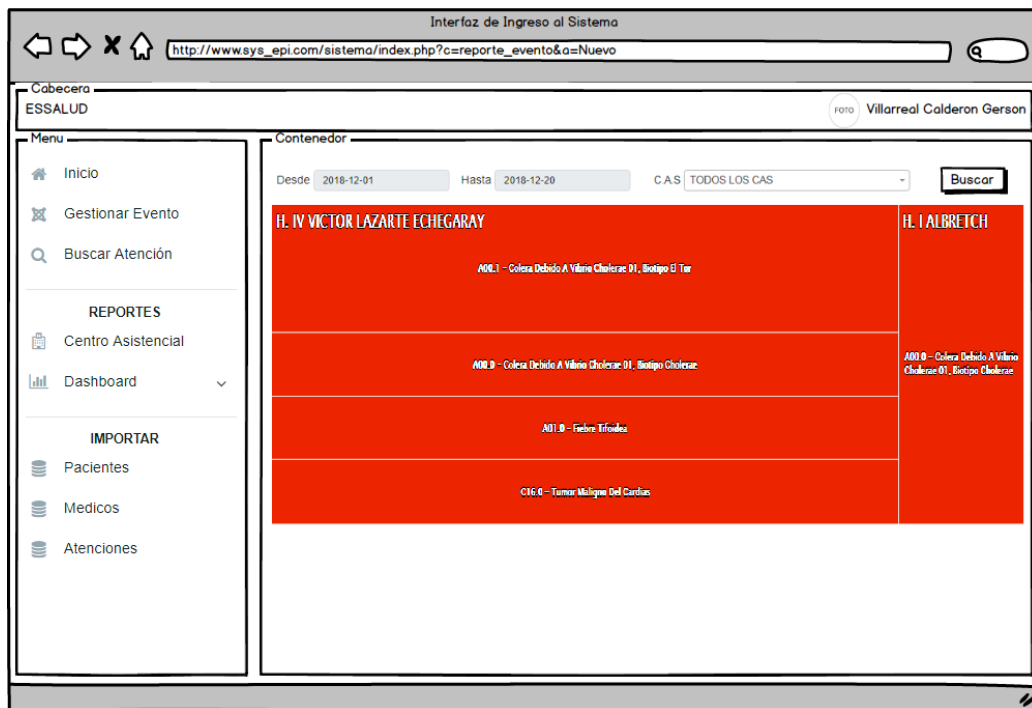 Interfaz de Ingreso al Sistema
http://www.sys_epi.com/sistema/index.php?c=reporte_evento&a=Nuevo
Cabecera
ESSALUD
FOTO
Villarreal Calderon Gerson
Menu
Inicio
Gestionar Evento
Buscar Atención
REPORTES
Centro Asistencial
Dashboard
IMPORTAR
Pacientes
Medicos
Atenciones
Contenedor
Desde 2018-12-01 Hasta 2018-12-20 C.A.S TODOS LOS CAS Buscar
H. IV VICTOR LAZARTE ECHEGARAY
A00.1 - Colera Debido A Vibrio Cholerae 01, Biotipo El Tor
A00.0 - Colera Debido A Vibrio Cholerae 01, Biotipo Cholerae
A01.0 - Fiebre Tifoidea
C16.0 - Tumor Maligno Del Cardias
H. I ALBRETCH
A00.0 - Colera Debido A Vibrio
Cholerae 01, Biotipo Cholerae